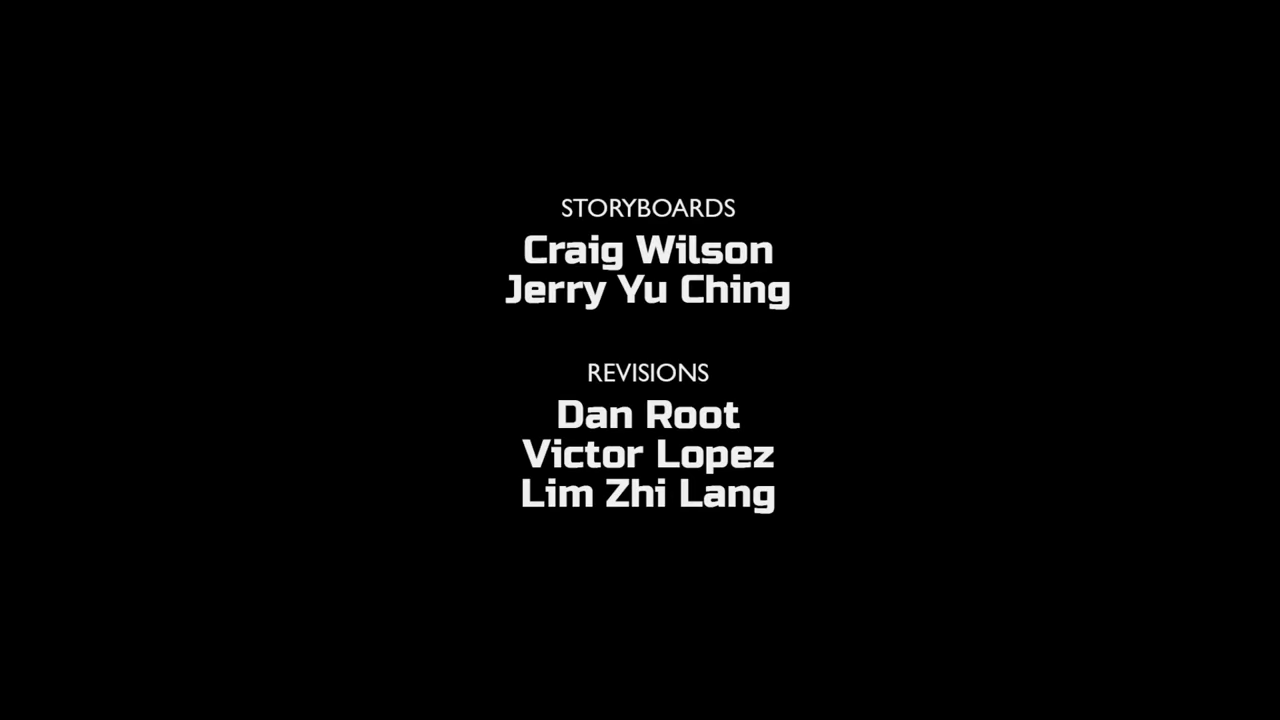 STORYBOARDS
Craig Wilson
Jerry Yu Ching
REVISIONS
Dan Root
Victor Lopez
Lim Zhi Lang